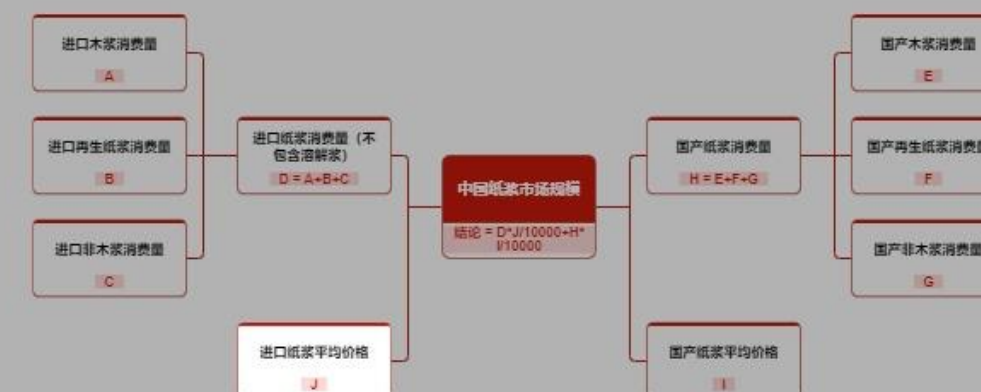 进口木浆消费量
A
进口再生纸浆消费量
B
进口非木浆消费量
C
进口纸浆消费量（不
包含溶解浆）
D = A+B+C
进口纸浆平均价格
J
中国纸浆市场规模
结论 = D*J/10000+H*
I/10000
国产纸浆消费量
H = E+F+G
国产纸浆平均价格
I
国产木浆消费量
E
国产再生纸浆消费量
F
国产非木浆消费量
G